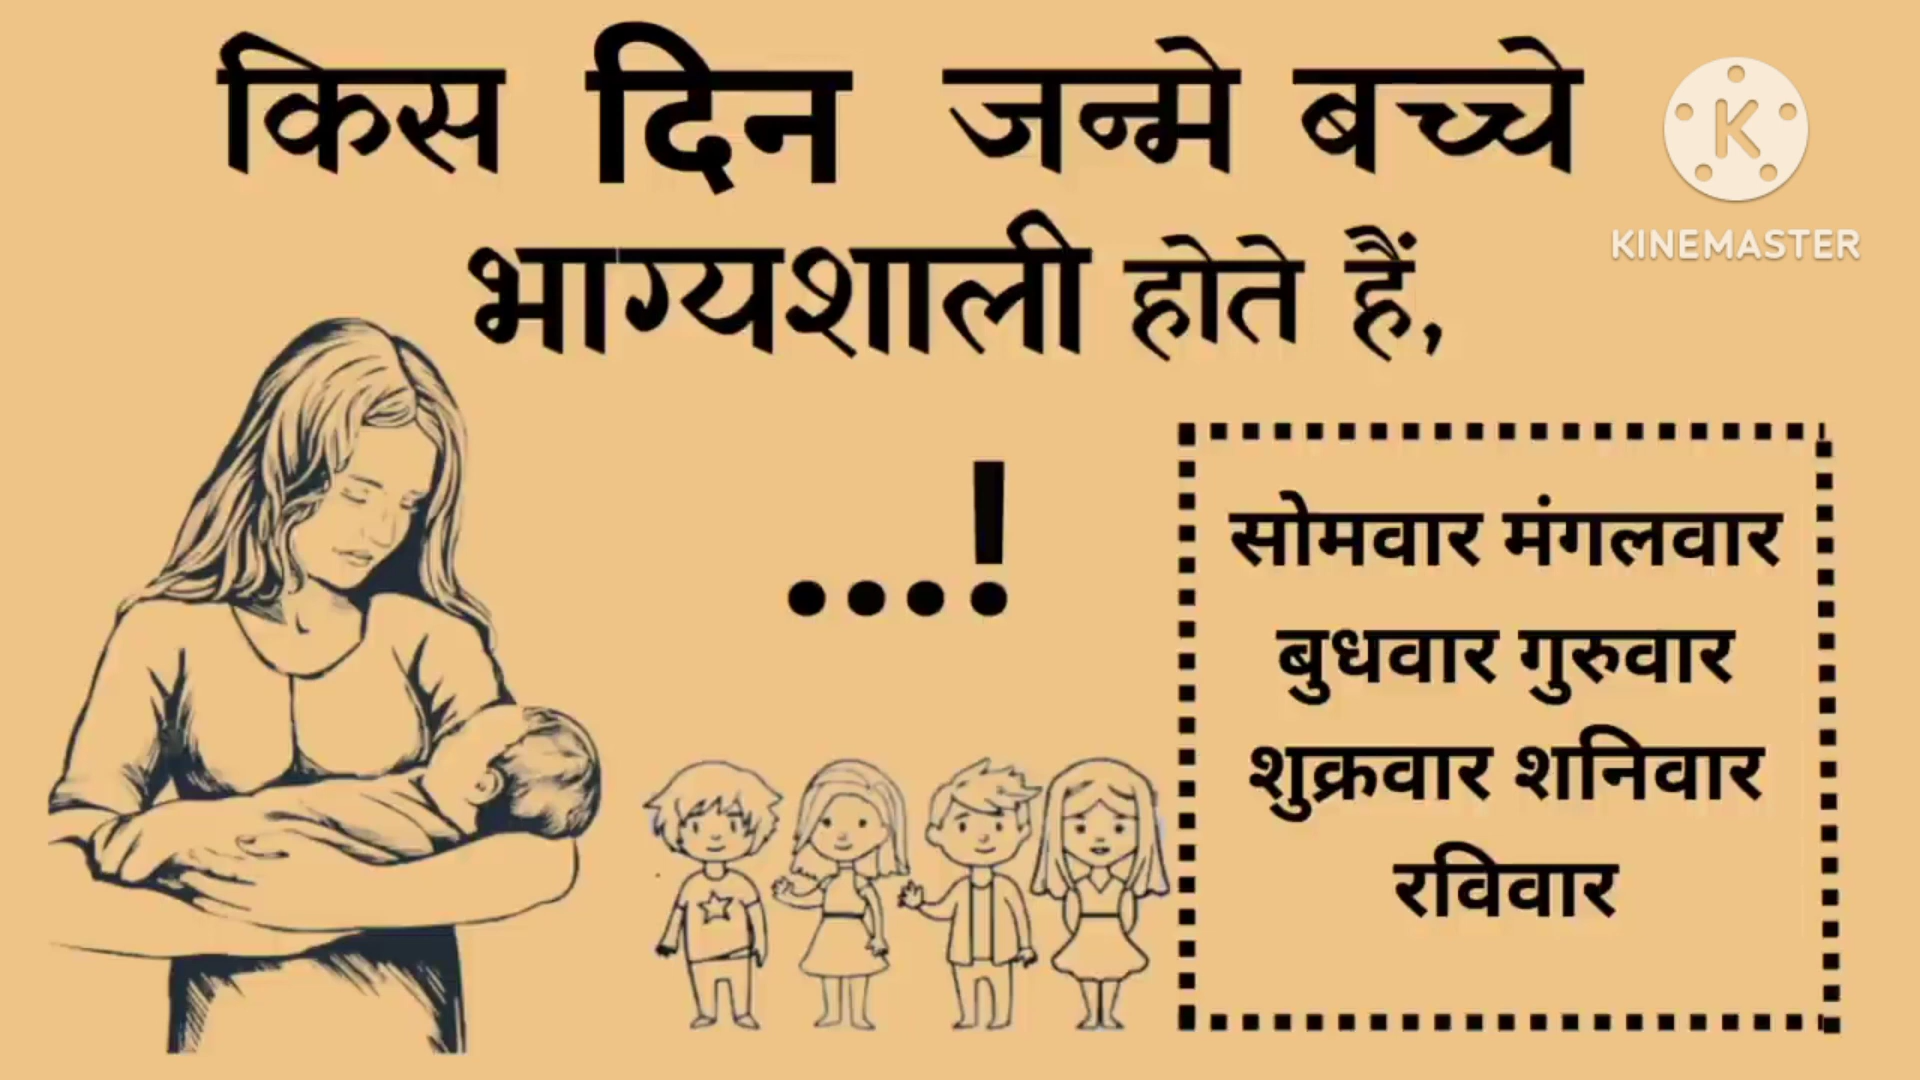 किस दिन जन्मे बच्चे
भाग्यशाली होते हैं,
...!
K
KINEMASTER
सोमवार मंगलवार
बुधवार गुरुवार
शुक्रवार शनिवार
रविवार